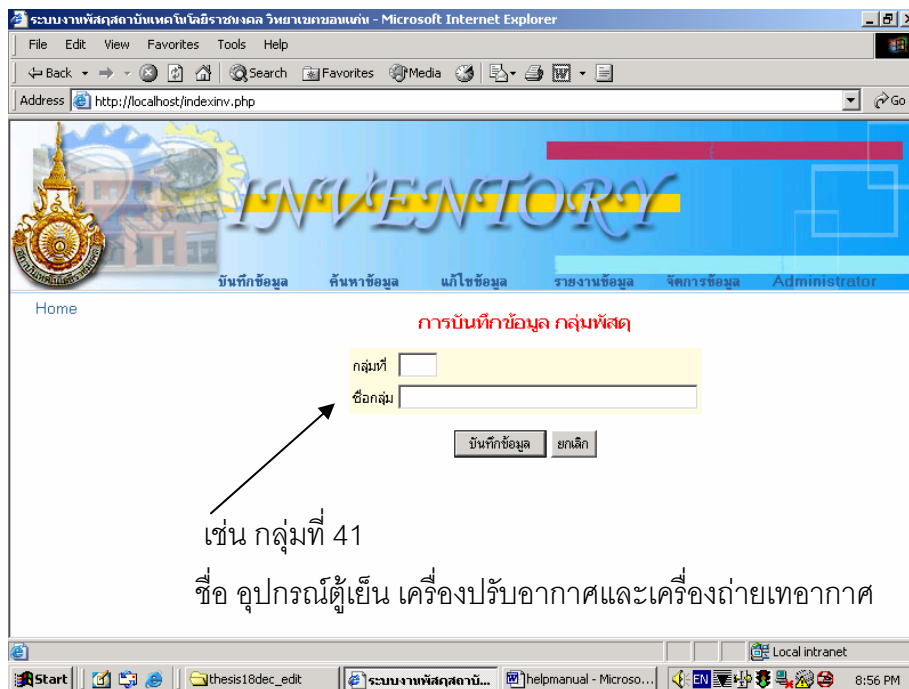 ระบบงานพัสดุสถาบันเทคโนโลยีราชมงคล วิทยาเขตขอนแก่น - Microsoft Internet Explorer
File Edit View Favorites Tools Help
Back Search Favorites Media
Address http://localhost/indexinv.php Go
INVENTORY
บันทึกข้อมูล ค้นหาข้อมูล แก้ไขข้อมูล รายงานข้อมูล จัดการข้อมูล Administrator
Home
การบันทึกข้อมูล กลุ่มพัสดุ
กลุ่มที่
ชื่อกลุ่ม
บันทึกข้อมูล ยกเลิก
เช่น กลุ่มที่ 41
ชื่อ อุปกรณ์ตู้เย็น เครื่องปรับอากาศและเครื่องถ่ายเทอากาศ
Local intranet
Start thesis18dec_edit ระบบงานพัสดุสถาบั... helpmanual - Microso... EN 8:56 PM